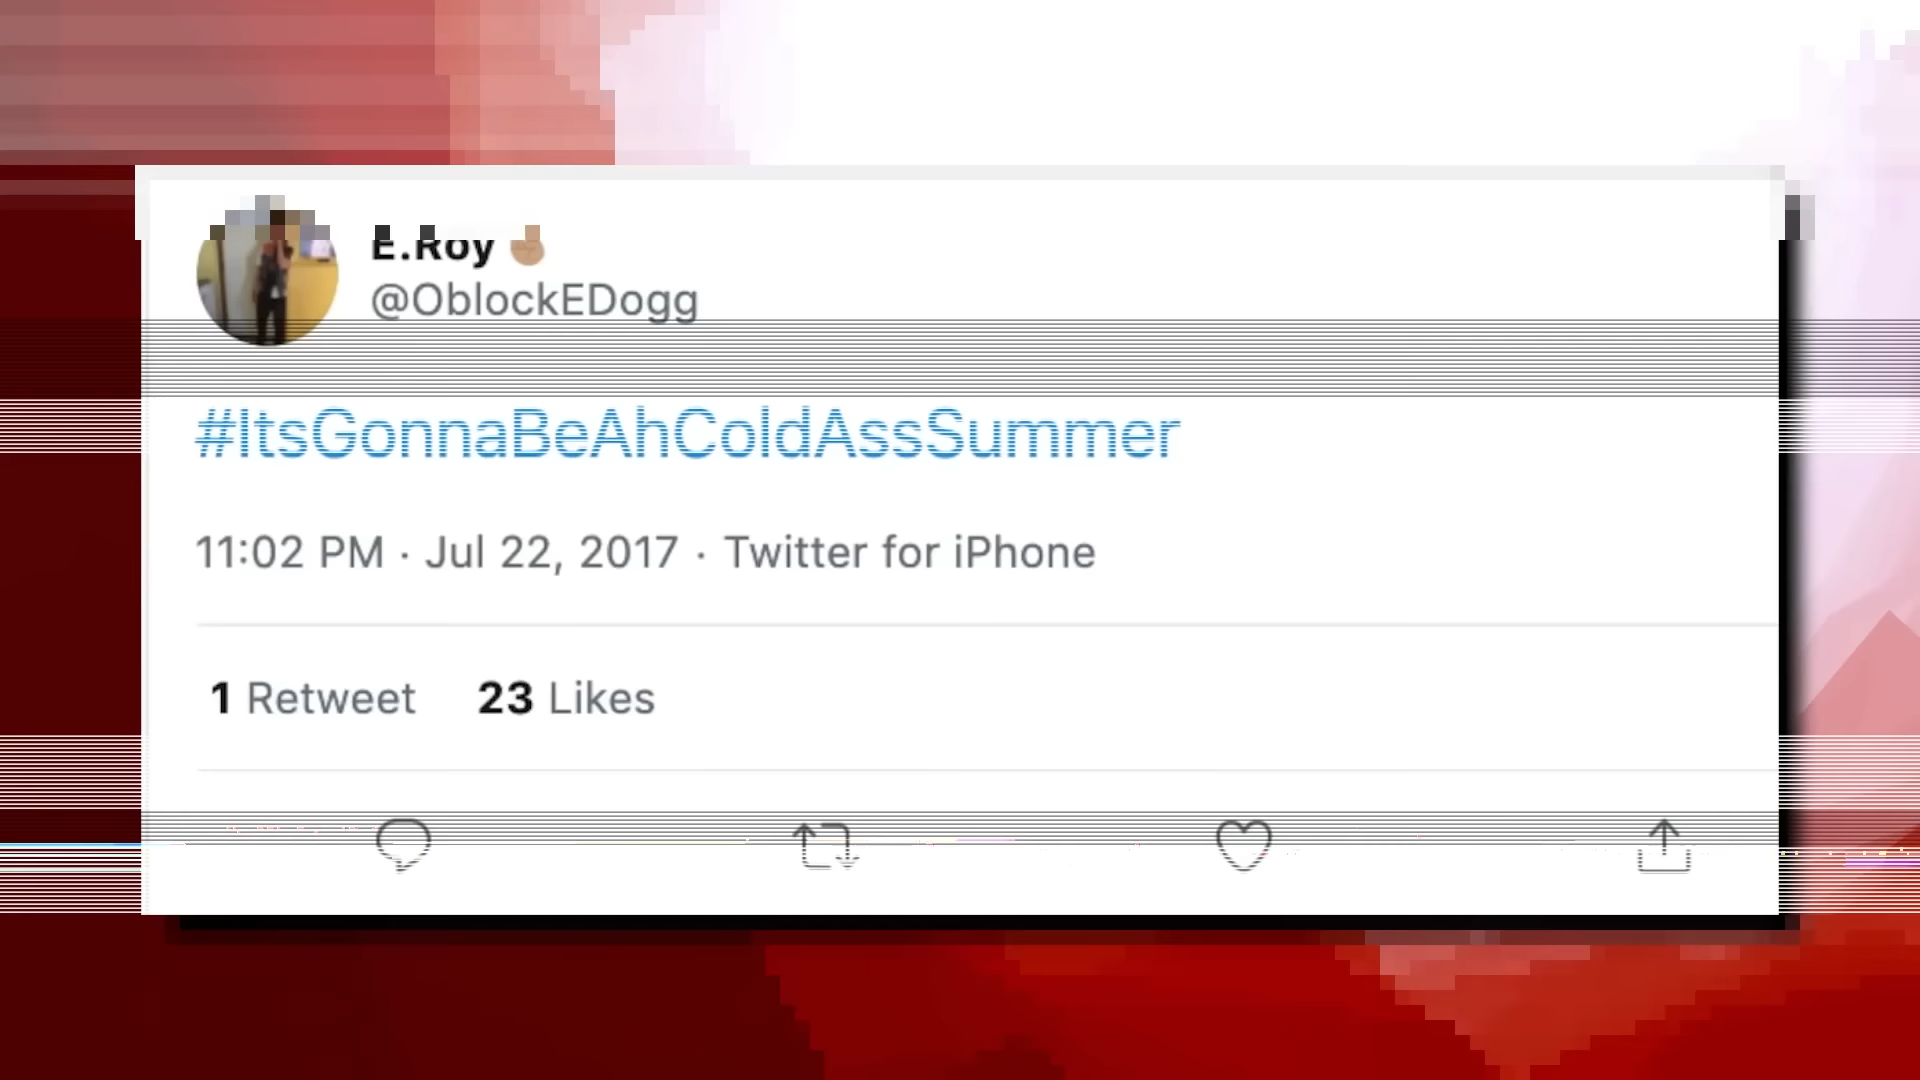 E.Roy
@OblockEDogg
#ItsGonnaBeAhColdAssSummer
11:02 PM · Jul 22, 2017 · Twitter for iPhone
1 Retweet 23 Likes